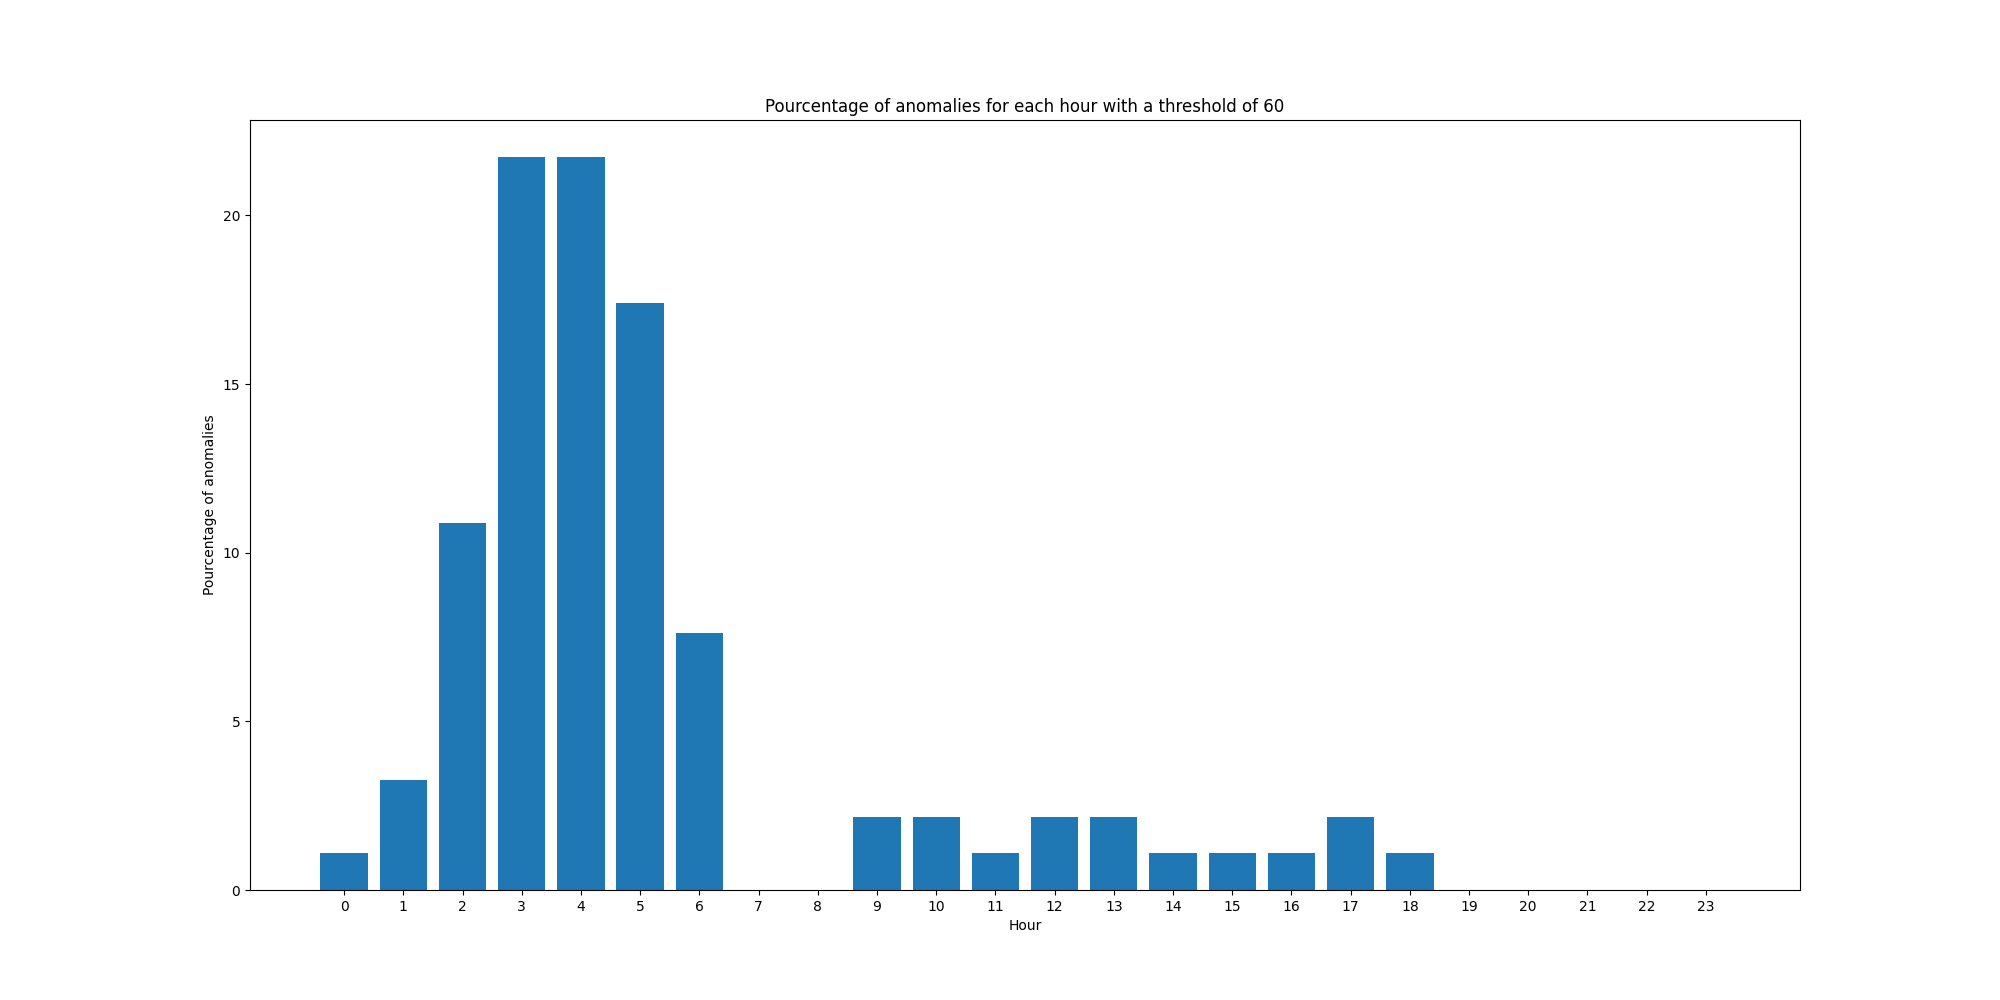 Pourcentage of anomalies for each hour with a threshold of 60
Pourcentage of anomalies
20
15
10
5
0
0 1 2 3 4 5 6 7 8 9 10 11 12 13 14 15 16 17 18 19 20 21 22 23
Hour